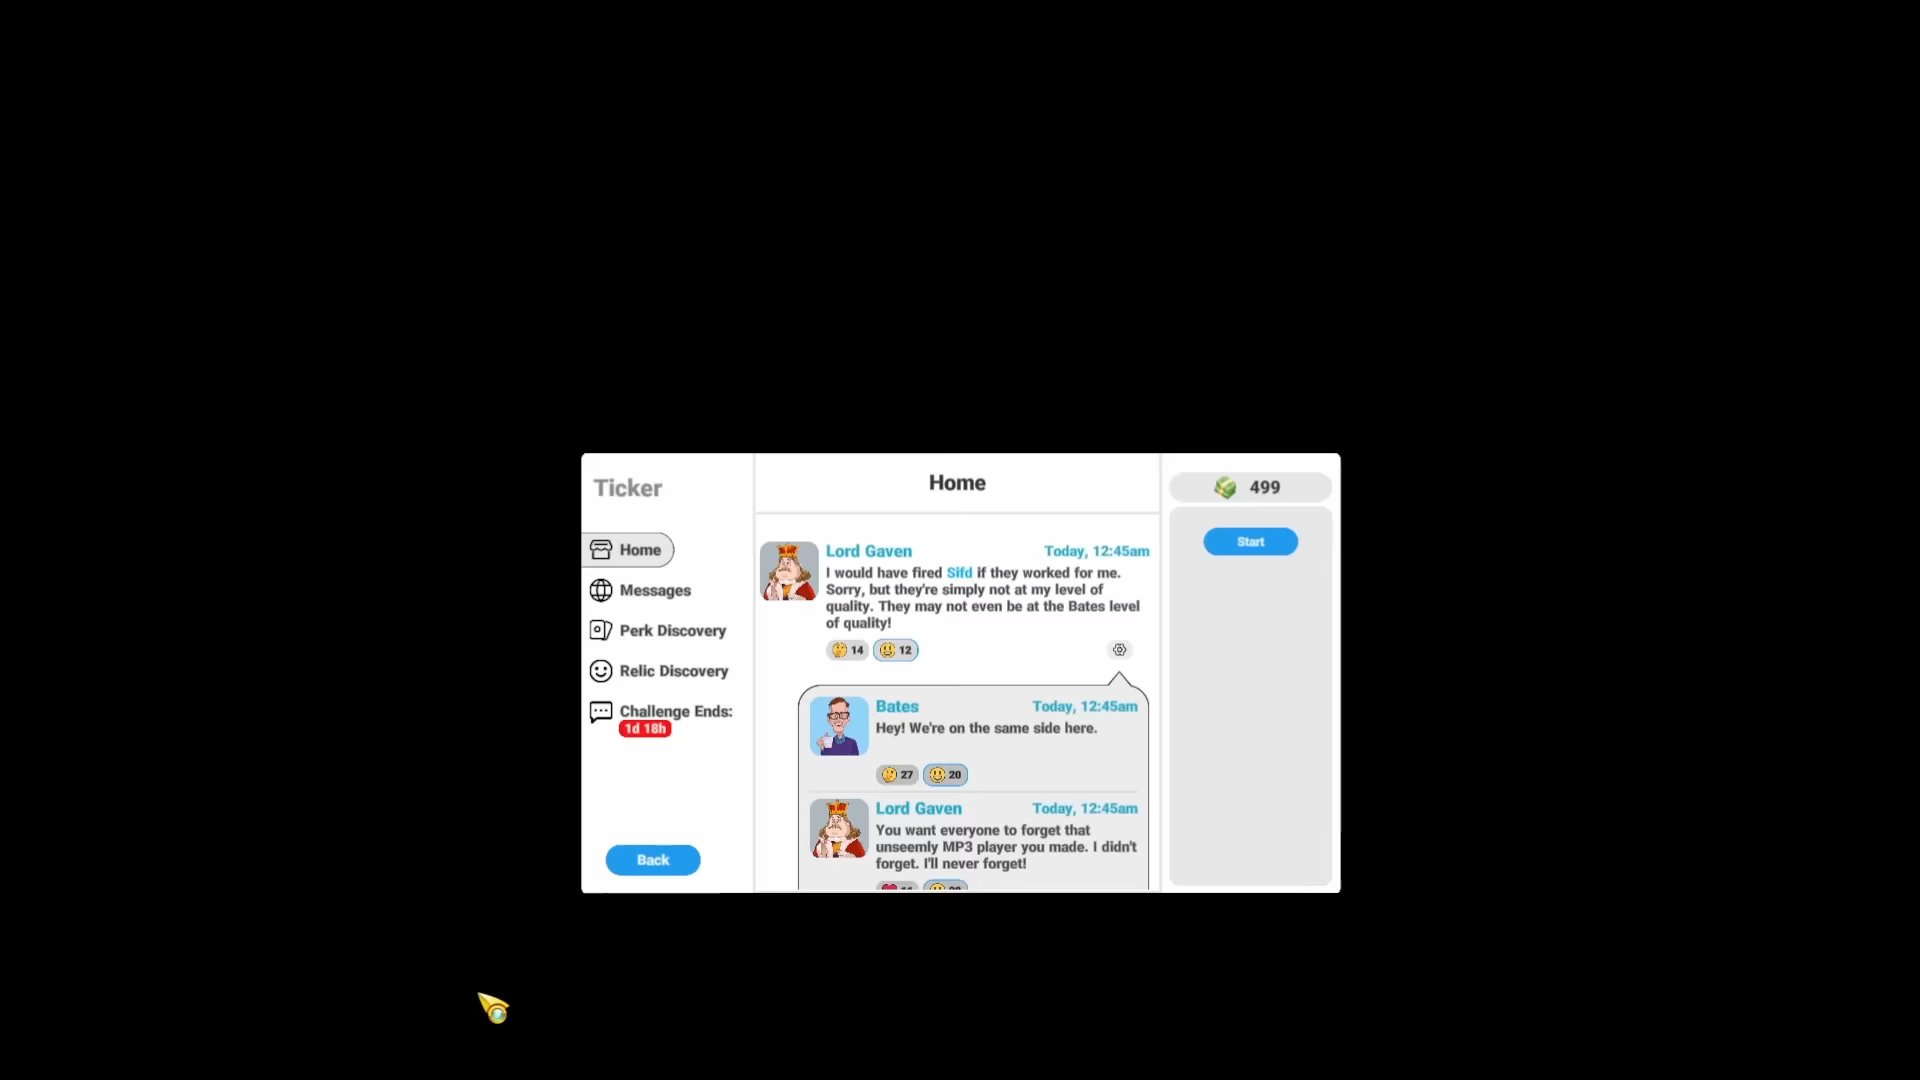 Ticker
Home
Messages
Perk Discovery
Relic Discovery
Challenge Ends:
1d 18h
Back
Home
Lord Gaven
Today, 12:45am
I would have fired Sifd if they worked for me.
Sorry, but they're simply not at my level of
quality. They may not even be at the Bates level
of quality!
14
12
Bates
Today, 12:45am
Hey! We're on the same side here.
27
20
Lord Gaven
Today, 12:45am
You want everyone to forget that
unseemly MP3 player you made. I didn't
forget. I'll never forget!
499
Start